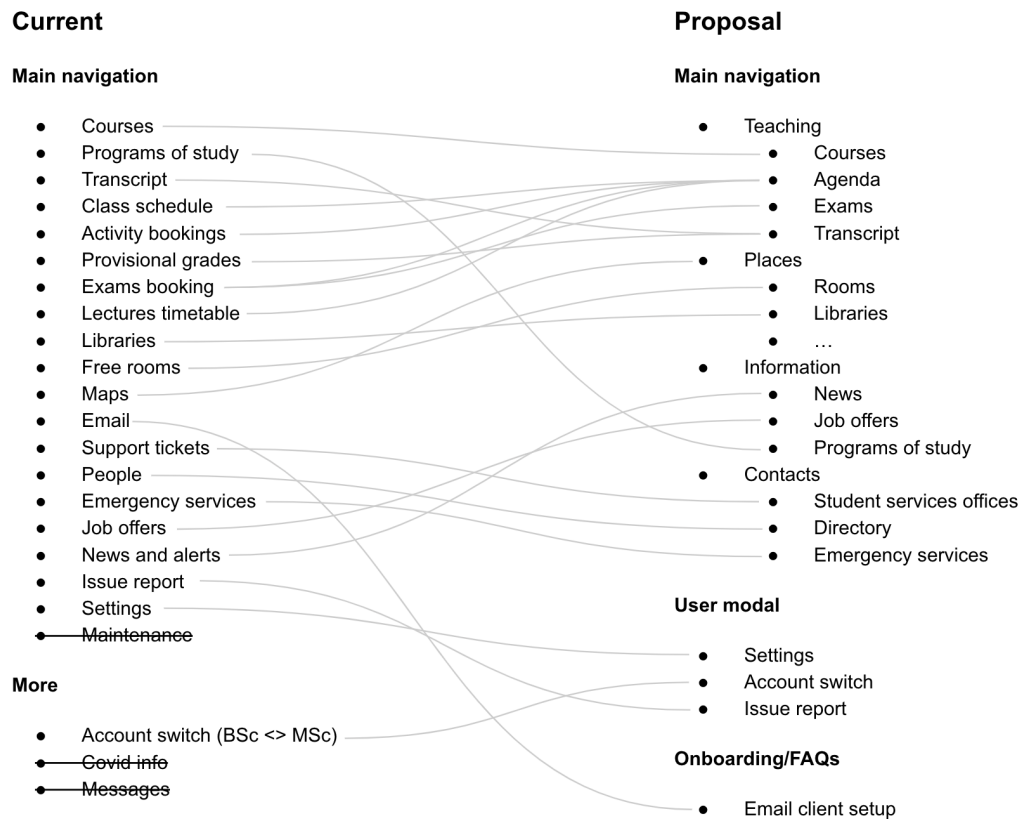 Current
Main navigation
Courses
Programs of study
Transcript
Class schedule
Activity bookings
Provisional grades
Exams booking
Lectures timetable
Libraries
Free rooms
Maps
Email
Support tickets
People
Emergency services
Job offers
News and alerts
Issue report
Settings
Maintenance
More
Account switch (BSc <> MSc)
Covid info
Messages
Proposal
Main navigation
Teaching
Courses
Agenda
Exams
Transcript
Places
Rooms
Libraries
…
Information
News
Job offers
Programs of study
Contacts
Student services offices
Directory
Emergency services
User modal
Settings
Account switch
Issue report
Onboarding/FAQs
Email client setup